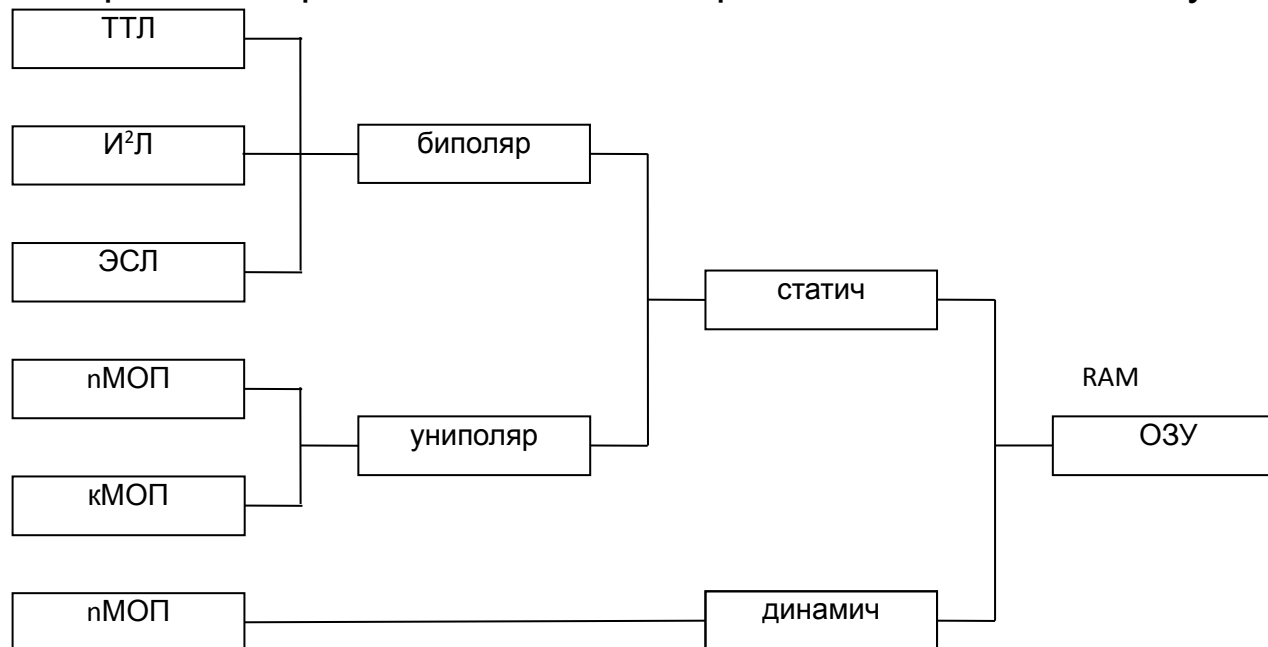 ТТЛ
И²Л
биполяр
ЭСЛ
статич
nМОП
RAM
униполяр
ОЗУ
кМОП
nМОП
динамич